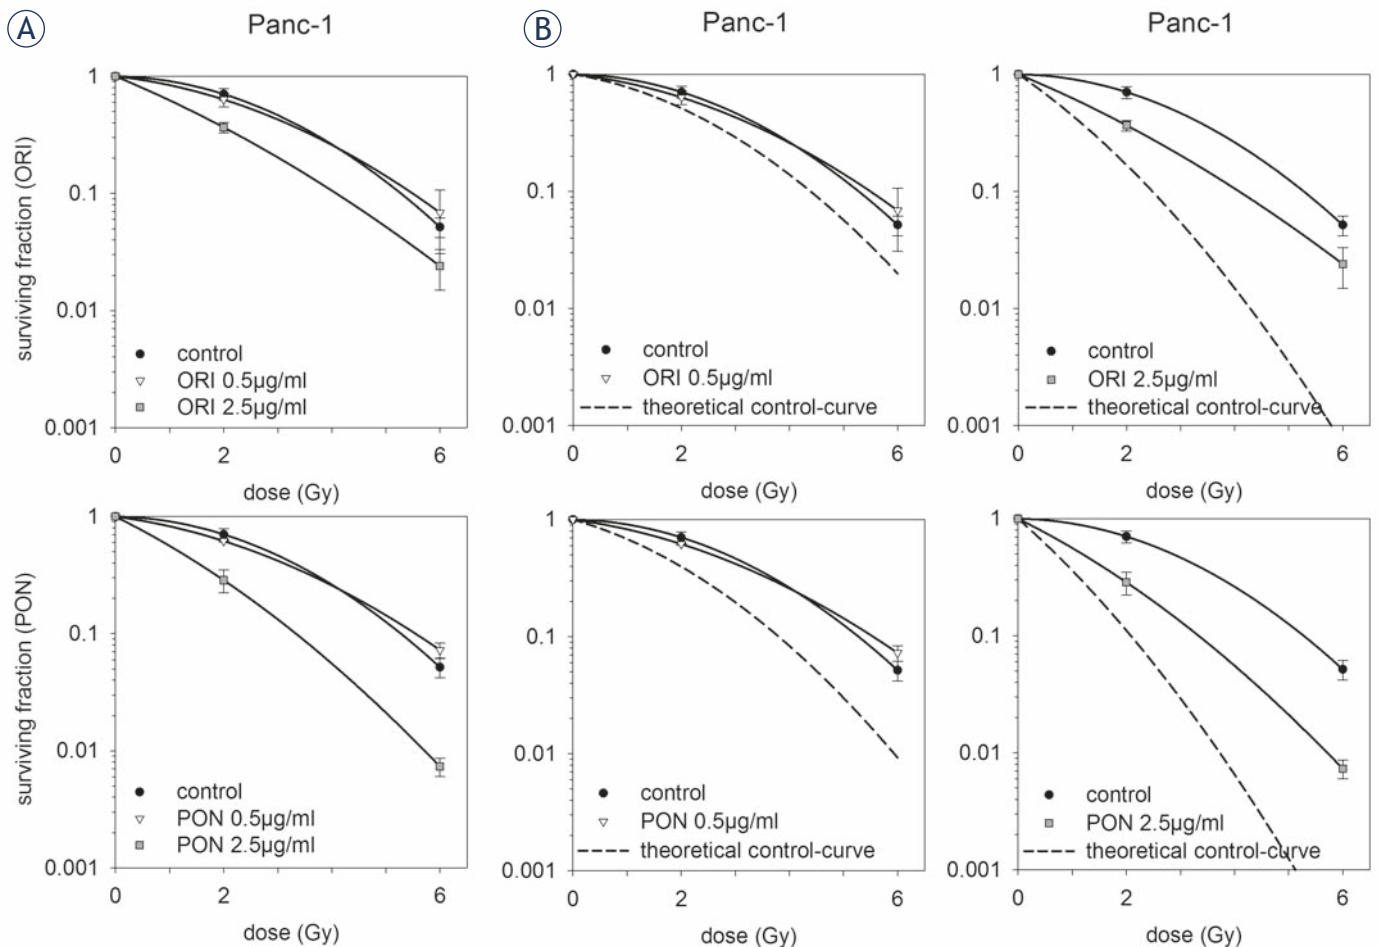 A
Panc-1
surviving fraction (ORI)
1
0.1
0.01
0.001
control
ORI 0.5µg/ml
ORI 2.5µg/ml
0 2 6
dose (Gy)
B
Panc-1
1
0.1
0.01
0.001
control
ORI 0.5µg/ml
theoretical control-curve
0 2 6
dose (Gy)
Panc-1
1
0.1
0.01
0.001
control
ORI 2.5µg/ml
theoretical control-curve
0 2 6
dose (Gy)
surviving fraction (PON)
1
0.1
0.01
0.001
control
PON 0.5µg/ml
PON 2.5µg/ml
0 2 6
dose (Gy)
1
0.1
0.01
0.001
control
PON 0.5µg/ml
theoretical control-curve
0 2 6
dose (Gy)
1
0.1
0.01
0.001
control
PON 2.5µg/ml
theoretical control-curve
0 2 6
dose (Gy)